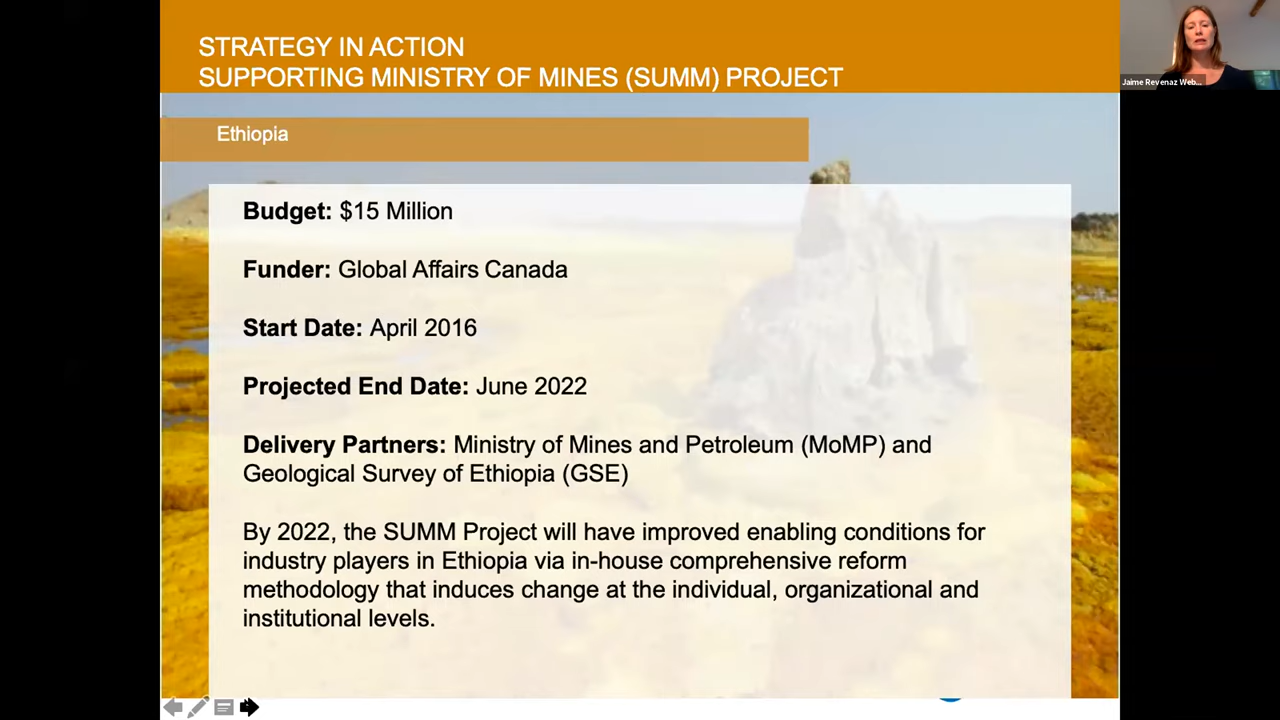 STRATEGY IN ACTION
SUPPORTING MINISTRY OF MINES (SUMM) PROJECT
Jaime Revenaz Web...
Ethiopia
Budget: $15 Million
Funder: Global Affairs Canada
Start Date: April 2016
Projected End Date: June 2022
Delivery Partners: Ministry of Mines and Petroleum (MoMP) and
Geological Survey of Ethiopia (GSE)
By 2022, the SUMM Project will have improved enabling conditions for
industry players in Ethiopia via in-house comprehensive reform
methodology that induces change at the individual, organizational and
institutional levels.